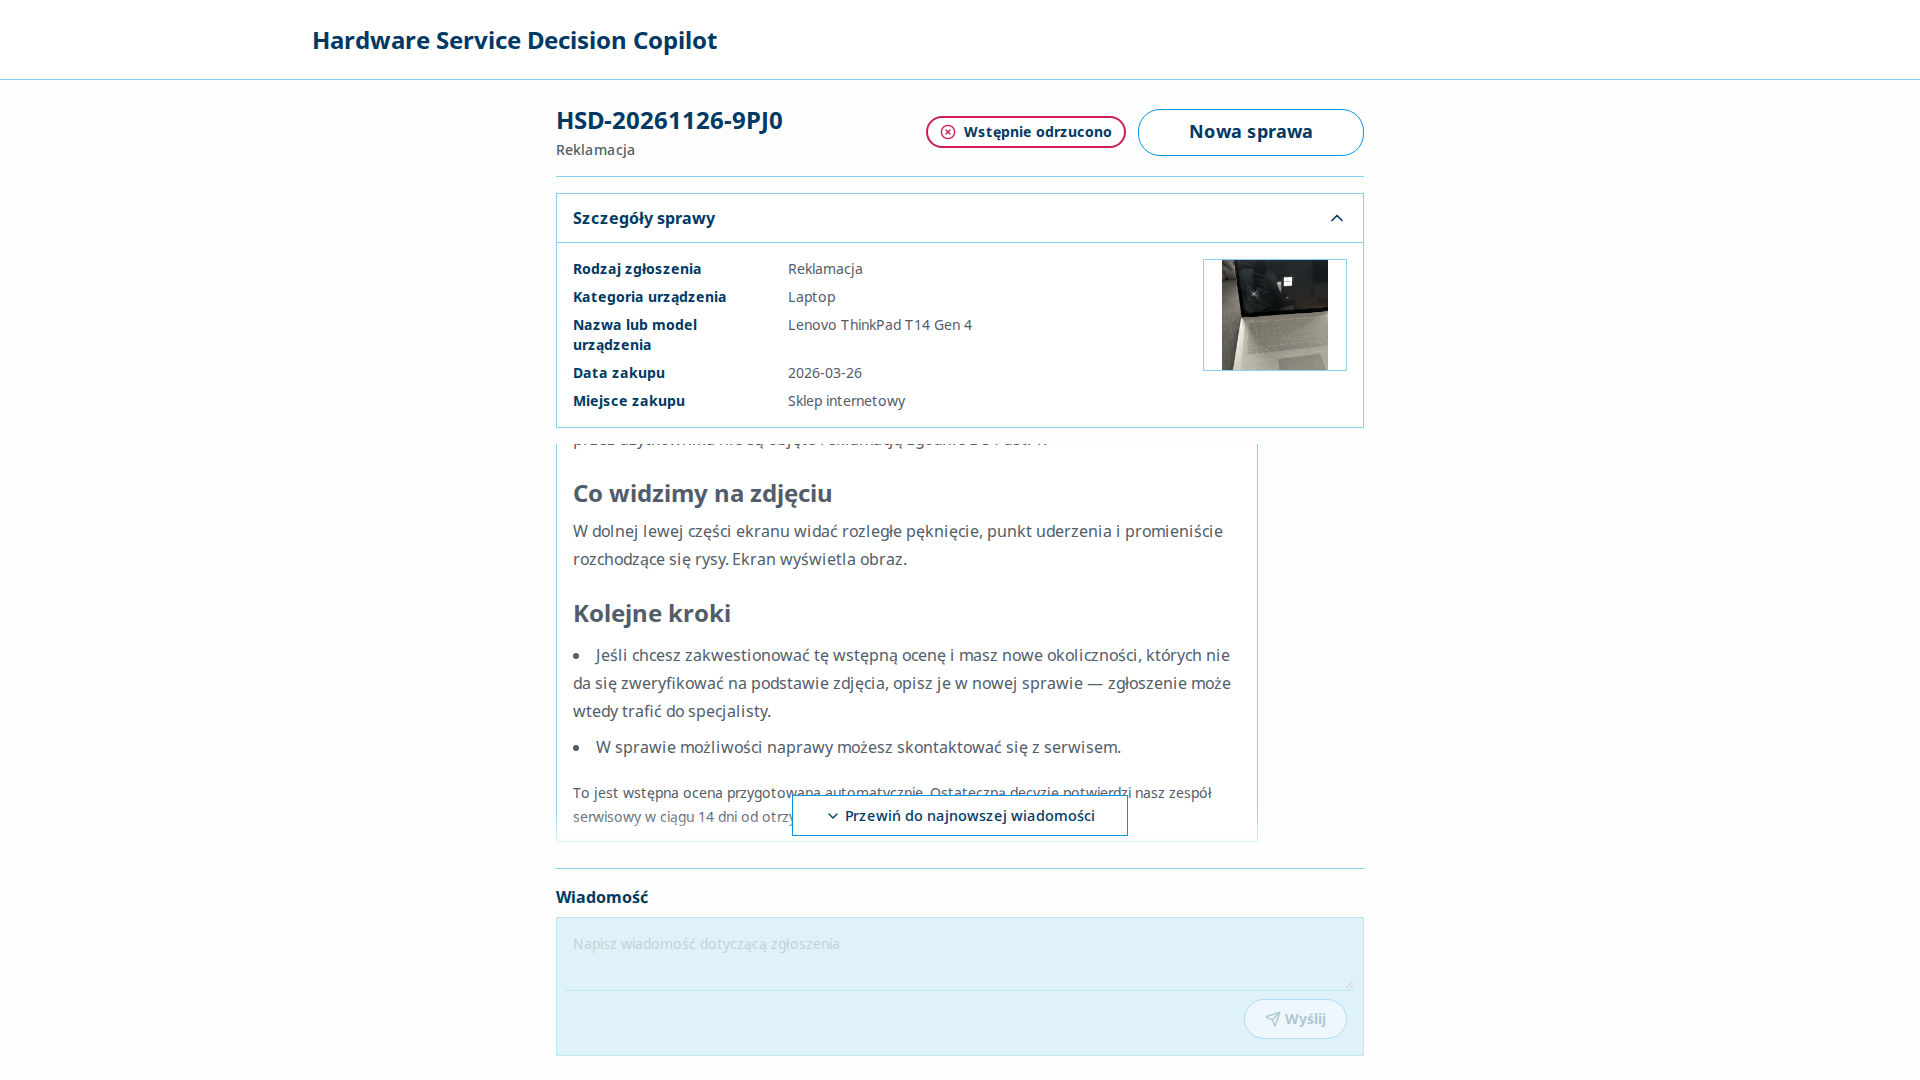 Hardware Service Decision Copilot
HSD-20261126-9PJ0
Reklamacja
Wstępnie odrzucono
Nowa sprawa
Szczegóły sprawy
Rodzaj zgłoszenia
Reklamacja
Kategoria urządzenia
Laptop
Nazwa lub model
urządzenia
Lenovo ThinkPad T14 Gen 4
Data zakupu
2026-03-26
Miejsce zakupu
Sklep internetowy
Co widzimy na zdjęciu
W dolnej lewej części ekranu widać rozległe pęknięcie, punkt uderzenia i promieniście
rozchodzące się rysy. Ekran wyświetla obraz.
Kolejne kroki
• Jeśli chcesz zakwestionować tę wstępną ocenę i masz nowe okoliczności, których nie
da się zweryfikować na podstawie zdjęcia, opisz je w nowej sprawie — zgłoszenie może
wtedy trafić do specjalisty.
• W sprawie możliwości naprawy możesz skontaktować się z serwisem.
To jest wstępna ocena przygotowana automatycznie. Ostateczną decyzję potwierdzi nasz zespół
serwisowy w ciągu 14 dni od
Przewiń do najnowszej wiadomości
Wiadomość
Napisz wiadomość dotyczącą zgłoszenia
Wyślij